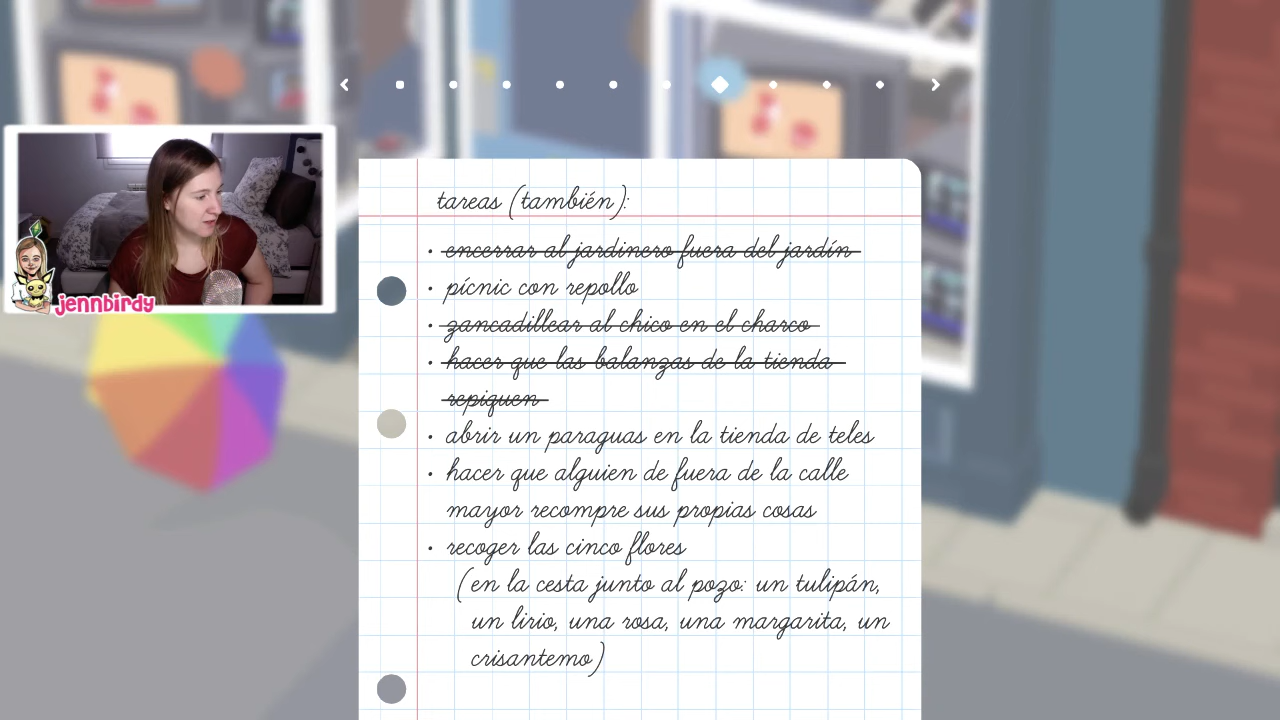 tareas (también):
• encerrar al jardinero fuera del jardín
• pícnic con repollo
• zancadillear al chico en el charco
• hacer que las balanzas de la tienda
repiquen
• abrir un paraguas en la tienda de teles
• hacer que alguien de fuera de la calle
mayor recompre sus propias cosas
• recoger las cinco flores
(en la cesta junto al pozo: un tulipán,
un lirio, una rosa, una margarita, un
crisantemo)
jennbirdy